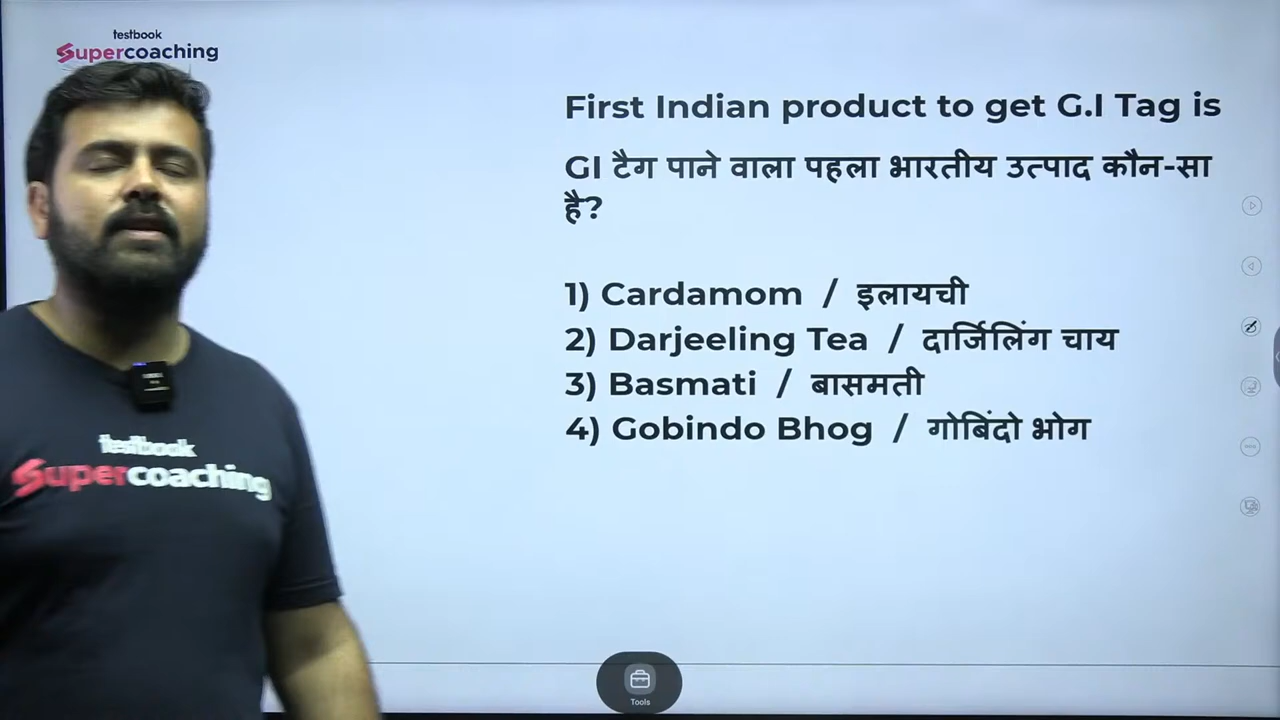 testbook
Supercoaching
First Indian product to get G.I Tag is
GI टैग पाने वाला पहला भारतीय उत्पाद कौन-सा
है?
1) Cardamom / इलायची
2) Darjeeling Tea / दार्जिलिंग चाय
3) Basmati / बासमती
4) Gobindo Bhog / गोबिंदो भोग
testbook
Supercoaching
Tools